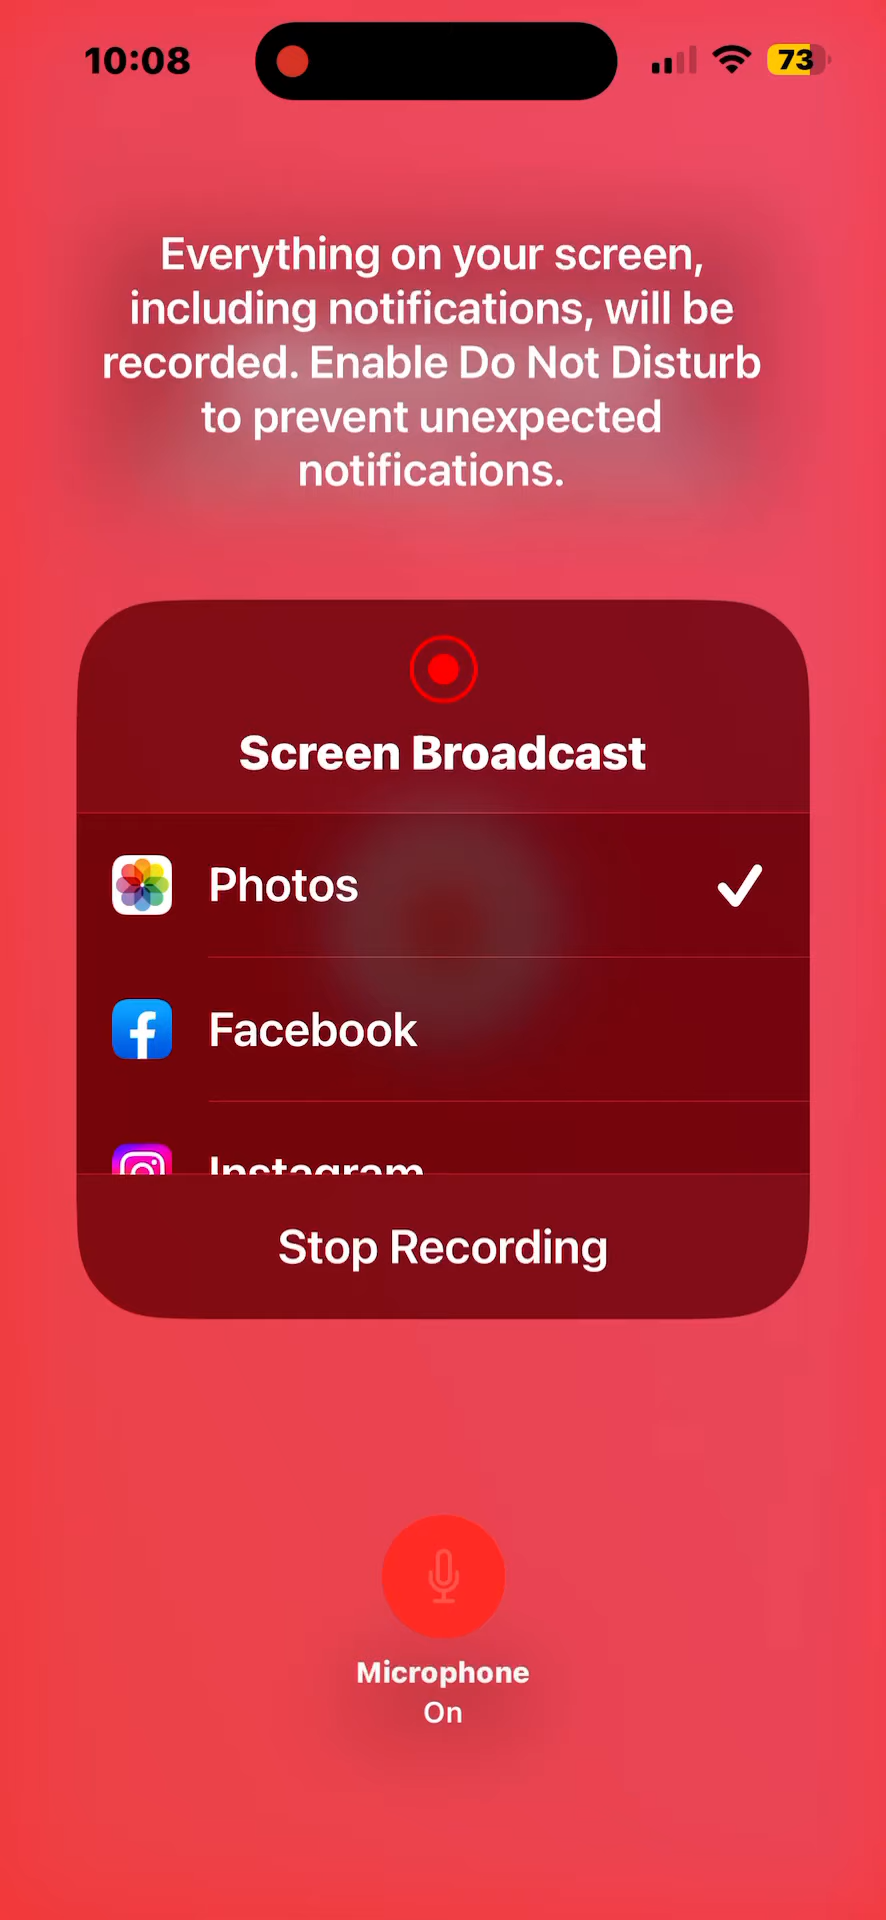 10:08
73
Everything on your screen,
including notifications, will be
recorded. Enable Do Not Disturb
to prevent unexpected
notifications.
Screen Broadcast
Photos
Facebook
Instagram
Stop Recording
Microphone
On